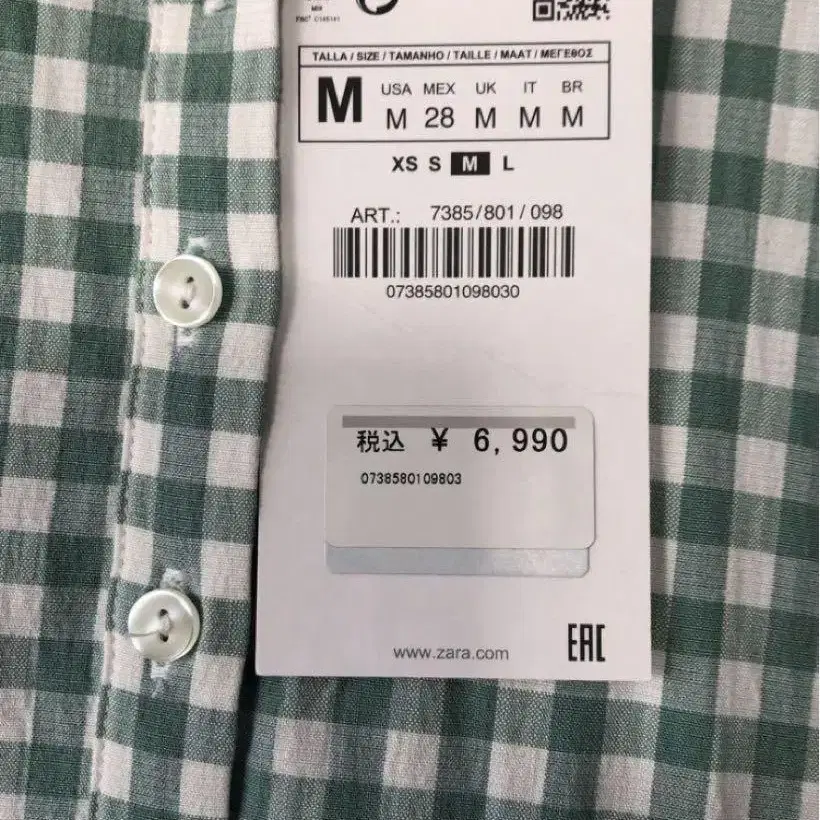 MIX
TALLA / SIZE / TAMANHO / TAILLE / MAAT / ΜΕΓΕΘΟΣ
M USA MEX UK IT BR
M 28 M M M
XS S M L
ART.: 7385/801/098
07385801098030
税込 ¥ 6,990
0738580109803
www.zara.com
EAC